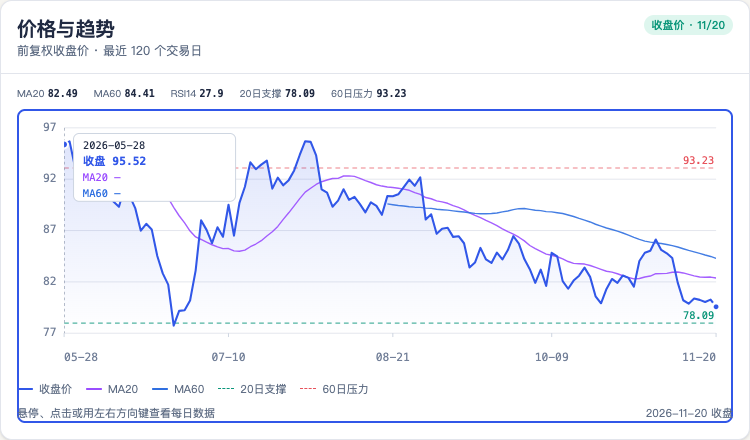 价格与趋势
收盘价 · 11/20
前复权收盘价 · 最近 120 个交易日
MA20 82.49 MA60 84.41 RSI14 27.9 20日支撑 78.09 60日压力 93.23
97
2026-05-28
收盘 95.52
MA20 —
MA60 —
93.23
92
87
82
78.09
77
05-28 07-10 08-21 10-09 11-20
收盘价 MA20 MA60 20日支撑 60日压力
悬停、点击或用左右方向键查看每日数据
2026-11-20 收盘